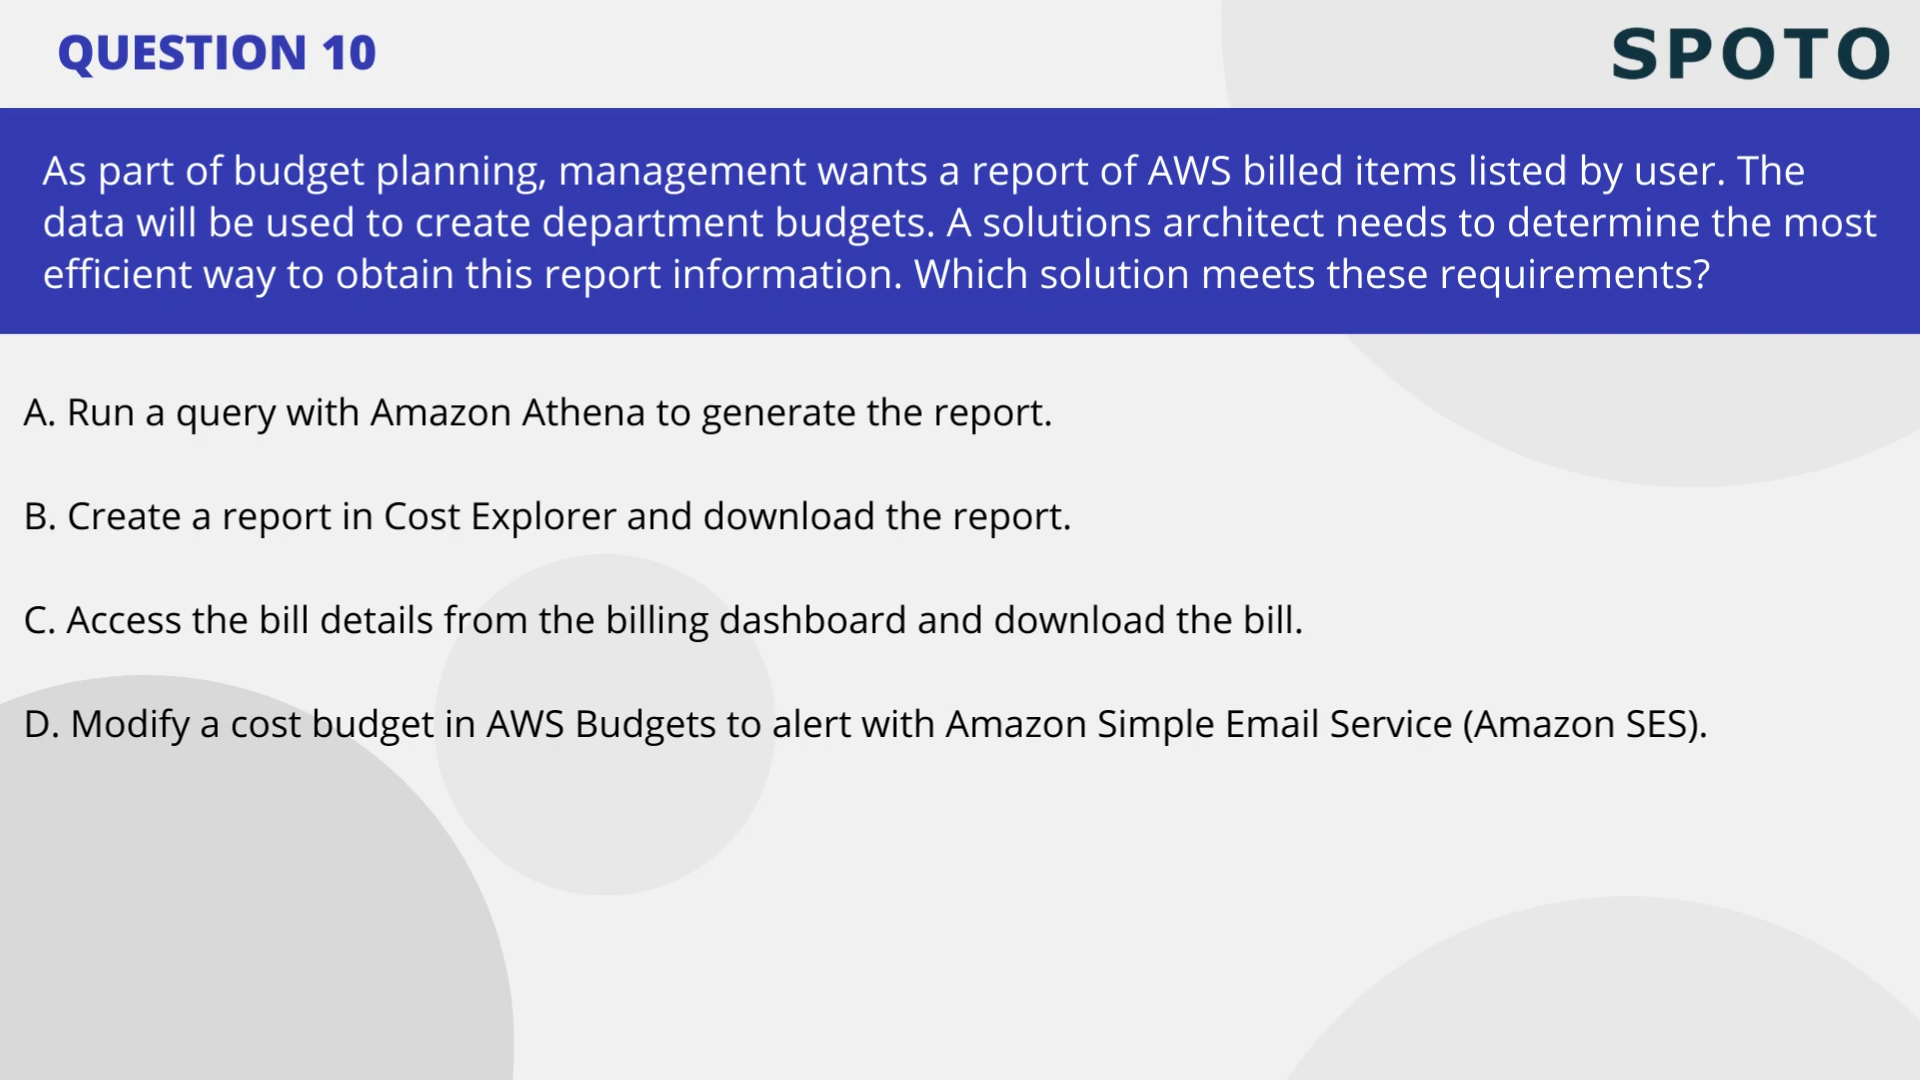 QUESTION 10
SPOTO
As part of budget planning, management wants a report of AWS billed items listed by user. The
data will be used to create department budgets. A solutions architect needs to determine the most
efficient way to obtain this report information. Which solution meets these requirements?
A. Run a query with Amazon Athena to generate the report.
B. Create a report in Cost Explorer and download the report.
C. Access the bill details from the billing dashboard and download the bill.
D. Modify a cost budget in AWS Budgets to alert with Amazon Simple Email Service (Amazon SES).